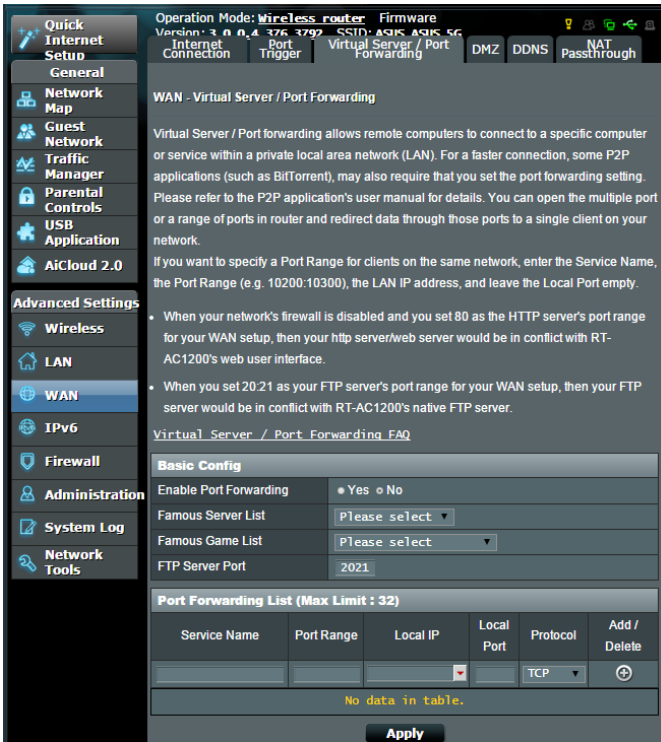 Quick
Internet
Setup
General
Network
Map
Guest
Network
Traffic
Manager
Parental
Controls
USB
Application
AiCloud 2.0
Advanced Settings
Wireless
LAN
WAN
IPv6
Firewall
Administration
System Log
Network
Tools
Operation Mode: Wireless router Firmware
Version: 3.0.0.4.376.3792 SSID: ASUS ASUS_5G
Internet
Connection
Port
Trigger
Virtual Server / Port
Forwarding
DMZ
DDNS
NAT
Passthrough
WAN - Virtual Server / Port Forwarding
Virtual Server / Port forwarding allows remote computers to connect to a specific computer
or service within a private local area network (LAN). For a faster connection, some P2P
applications (such as BitTorrent), may also require that you set the port forwarding setting.
Please refer to the P2P application's user manual for details. You can open the multiple port
or a range of ports in router and redirect data through those ports to a single client on your
network.
If you want to specify a Port Range for clients on the same network, enter the Service Name,
the Port Range (e.g. 10200:10300), the LAN IP address, and leave the Local Port empty.
• When your network's firewall is disabled and you set 80 as the HTTP server's port range
for your WAN setup, then your http server/web server would be in conflict with RT-
AC1200's web user interface.
• When you set 20:21 as your FTP server's port range for your WAN setup, then your FTP
server would be in conflict with RT-AC1200's native FTP server.
Virtual Server / Port Forwarding FAQ
Basic Config
Enable Port Forwarding Yes No
Famous Server List Please select
Famous Game List Please select
FTP Server Port 2021
Port Forwarding List (Max Limit : 32)
Service Name Port Range Local IP Local Port Protocol Add / Delete
TCP
No data in table.
Apply